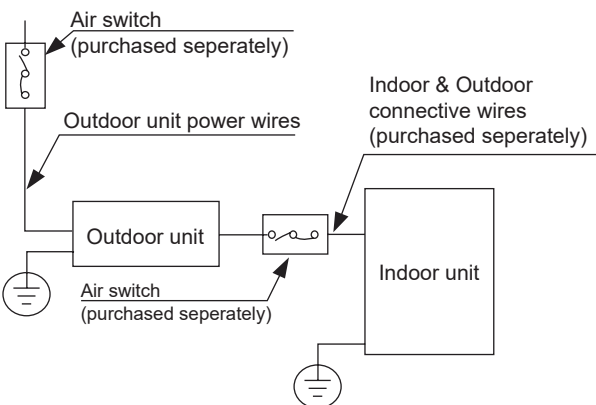 Air switch
(purchased seperately)
Indoor & Outdoor
connective wires
(purchased seperately)
Outdoor unit power wires
Outdoor unit
Indoor unit
Air switch
(purchased seperately)